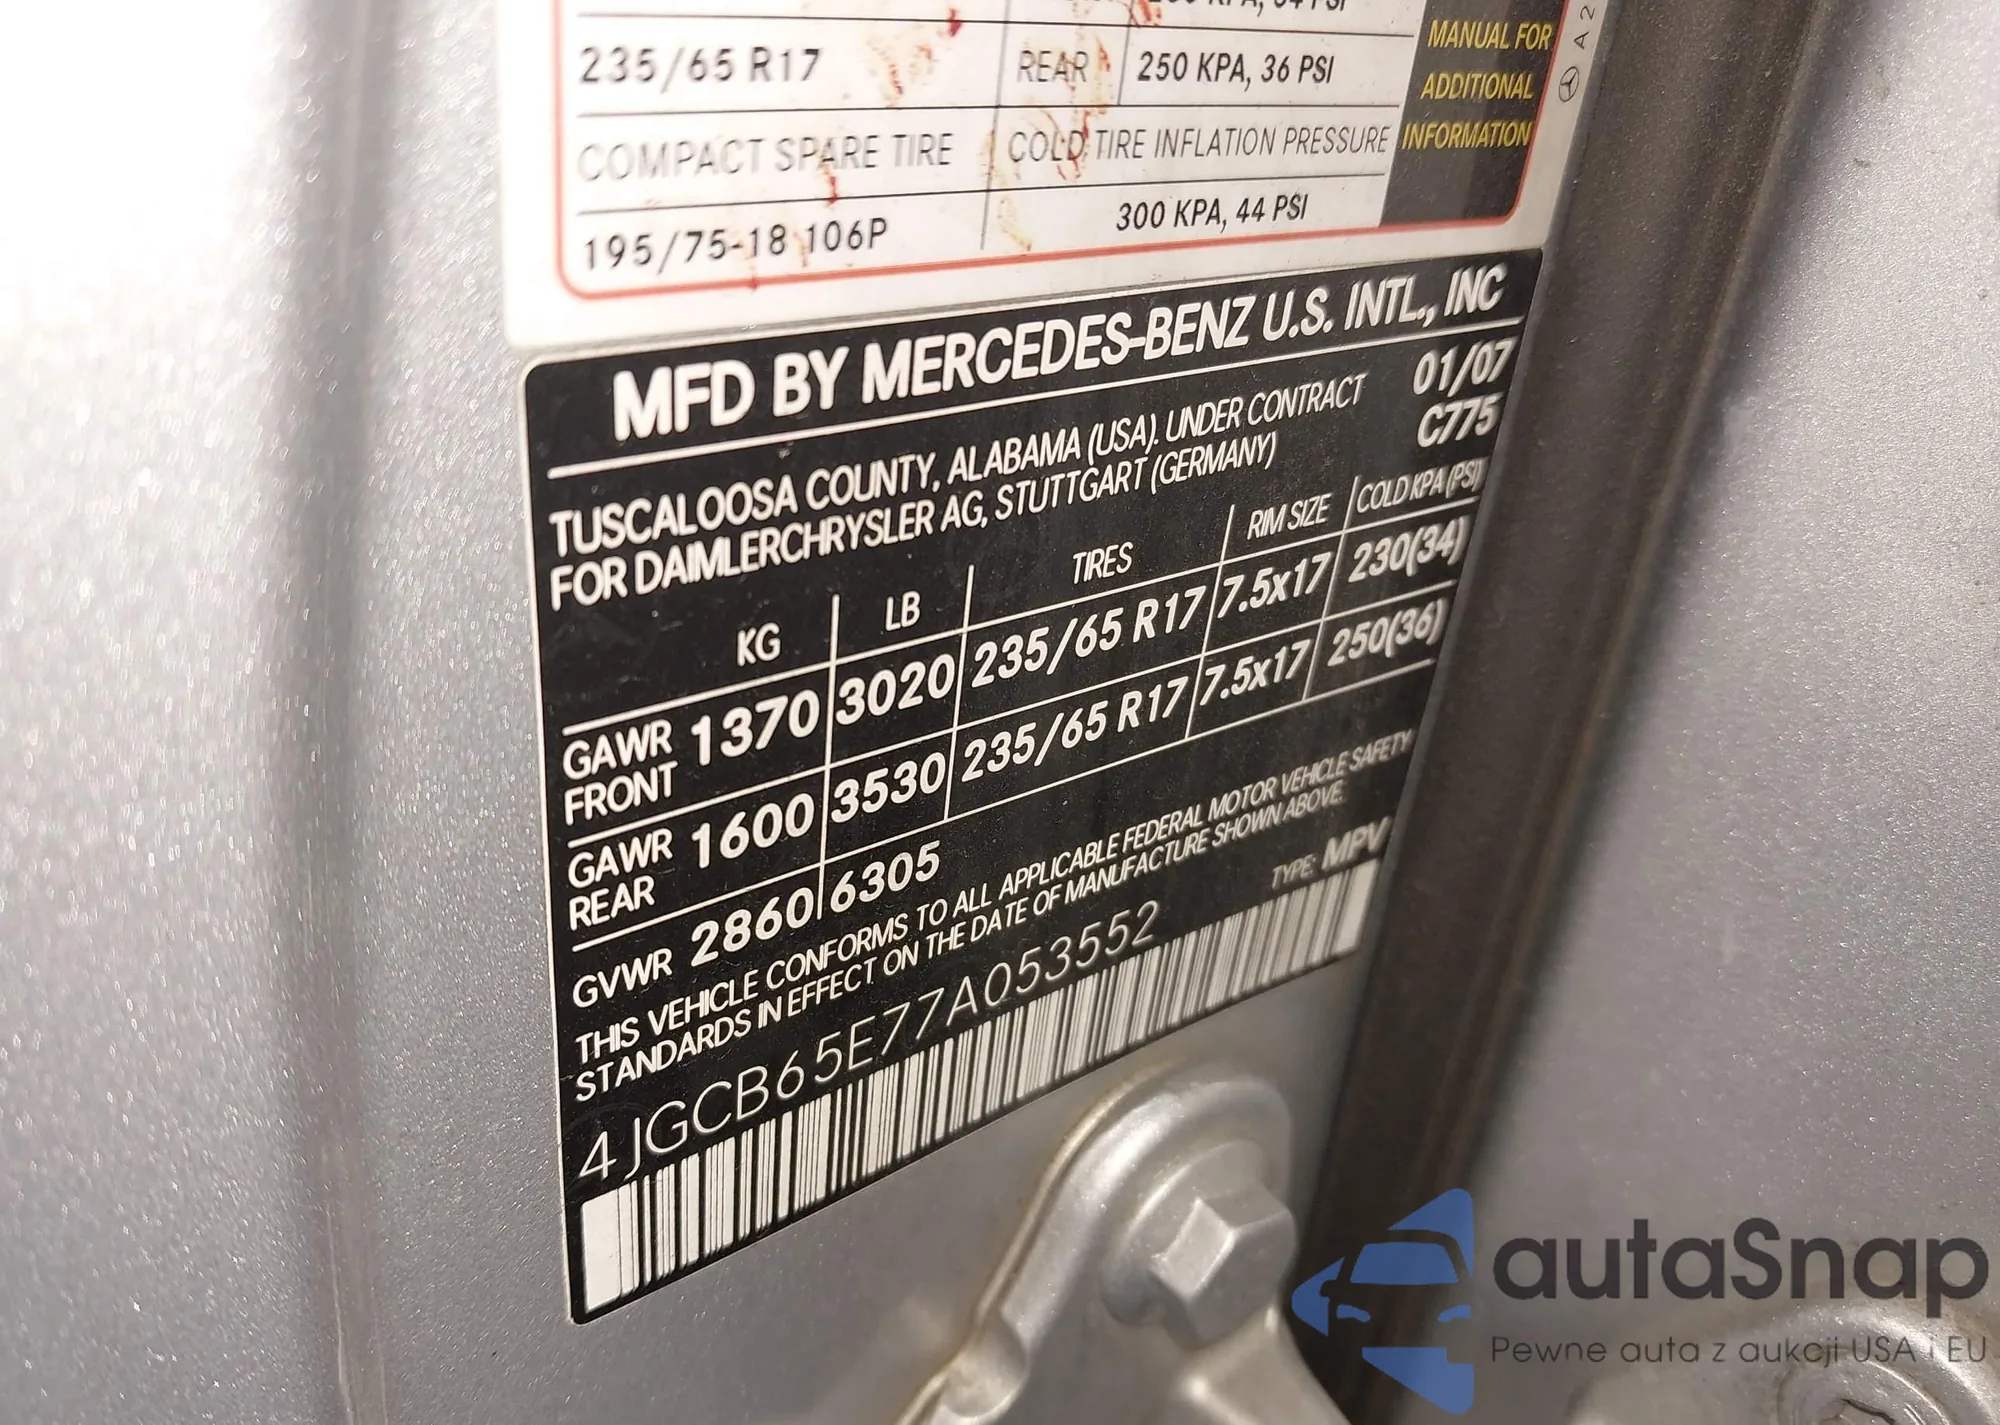 235/65 R17 REAR 250 KPA, 36 PSI
COMPACT SPARE TIRE COLD TIRE INFLATION PRESSURE
195/75-18 106P 300 KPA, 44 PSI
MANUAL FOR
ADDITIONAL
INFORMATION
MFD BY MERCEDES-BENZ U.S. INTL., INC
TUSCALOOSA COUNTY, ALABAMA (USA). UNDER CONTRACT 01/07
FOR DAIMLERCHRYSLER AG, STUTTGART (GERMANY) C775
KG LB TIRES RIM SIZE COLD KPA (PSI)
GAWR FRONT 1370 3020 235/65 R17 7.5x17 230(34)
GAWR REAR 1600 3530 235/65 R17 7.5x17 250(36)
GVWR 2860 6305
THIS VEHICLE CONFORMS TO ALL APPLICABLE FEDERAL MOTOR VEHICLE SAFETY
STANDARDS IN EFFECT ON THE DATE OF MANUFACTURE SHOWN ABOVE.
4JGCB65E77A053552 TYPE: MPV
autaSnap
Pewne auta z aukcji USA i EU